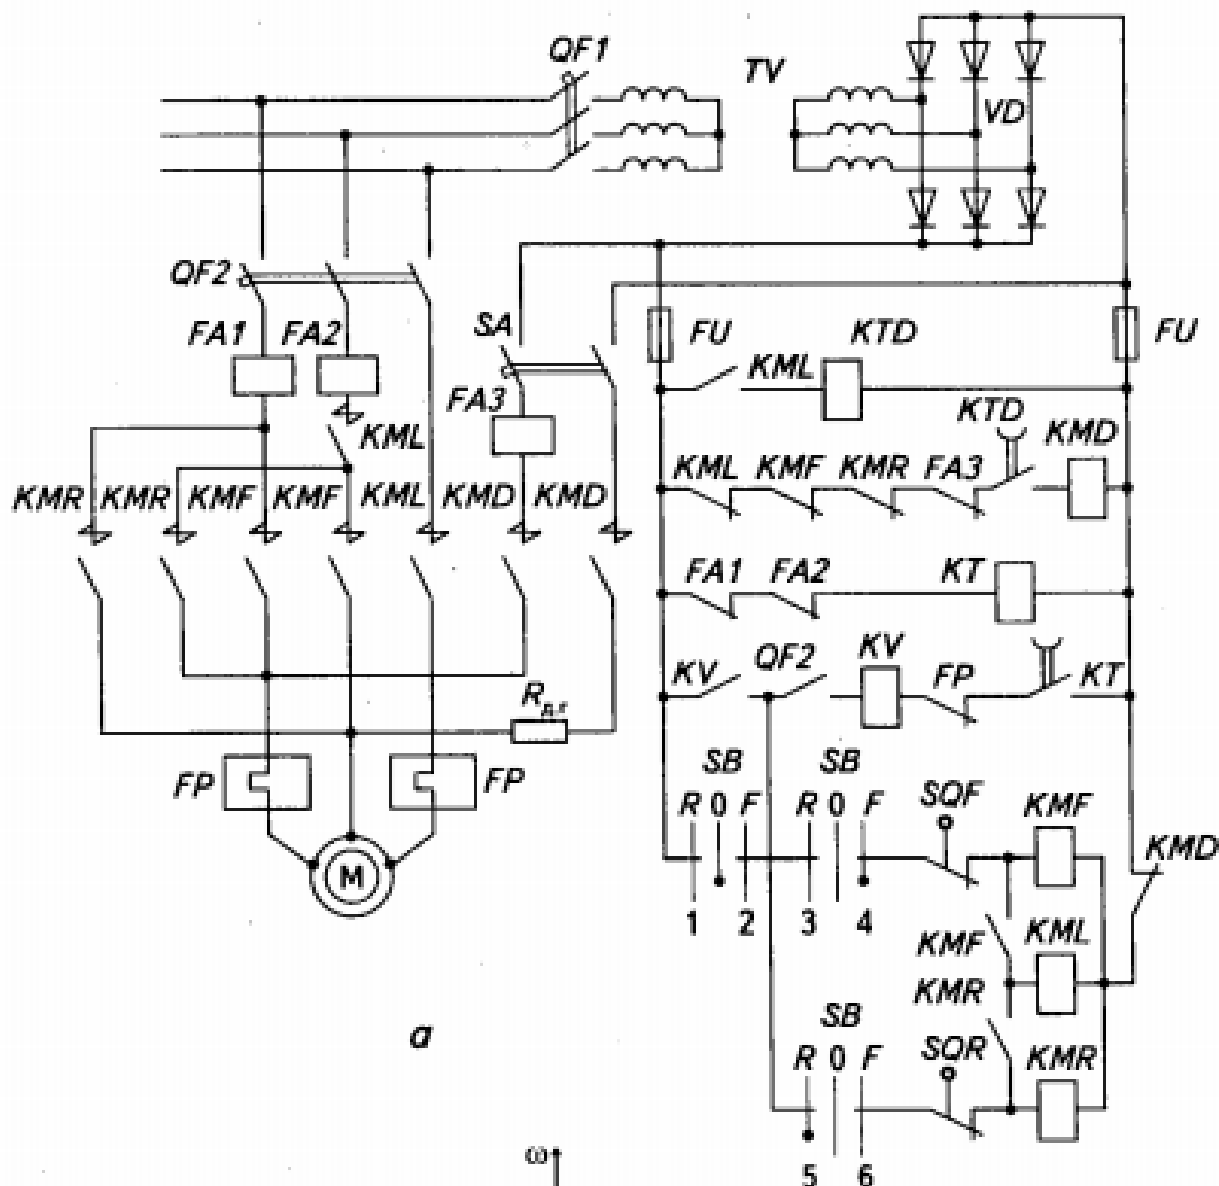 QF1
TV
VD
QF2
FA1 FA2
SA
FU
KTD
FU
KML
FA3
KTD
KML
KMD
KMR KMR KMF KMF KML KMD KMD
KML KMF KMR FA3
FA1 FA2
KT
KV
QF2
KV
FP
KT
FP
FP
SB
SB
SQF
KMF
R 0 F
R 0 F
M
KMD
1 2 3 4
KMF
KML
KMR
a
SB
SQR
KMR
R 0 F
ω
5 6